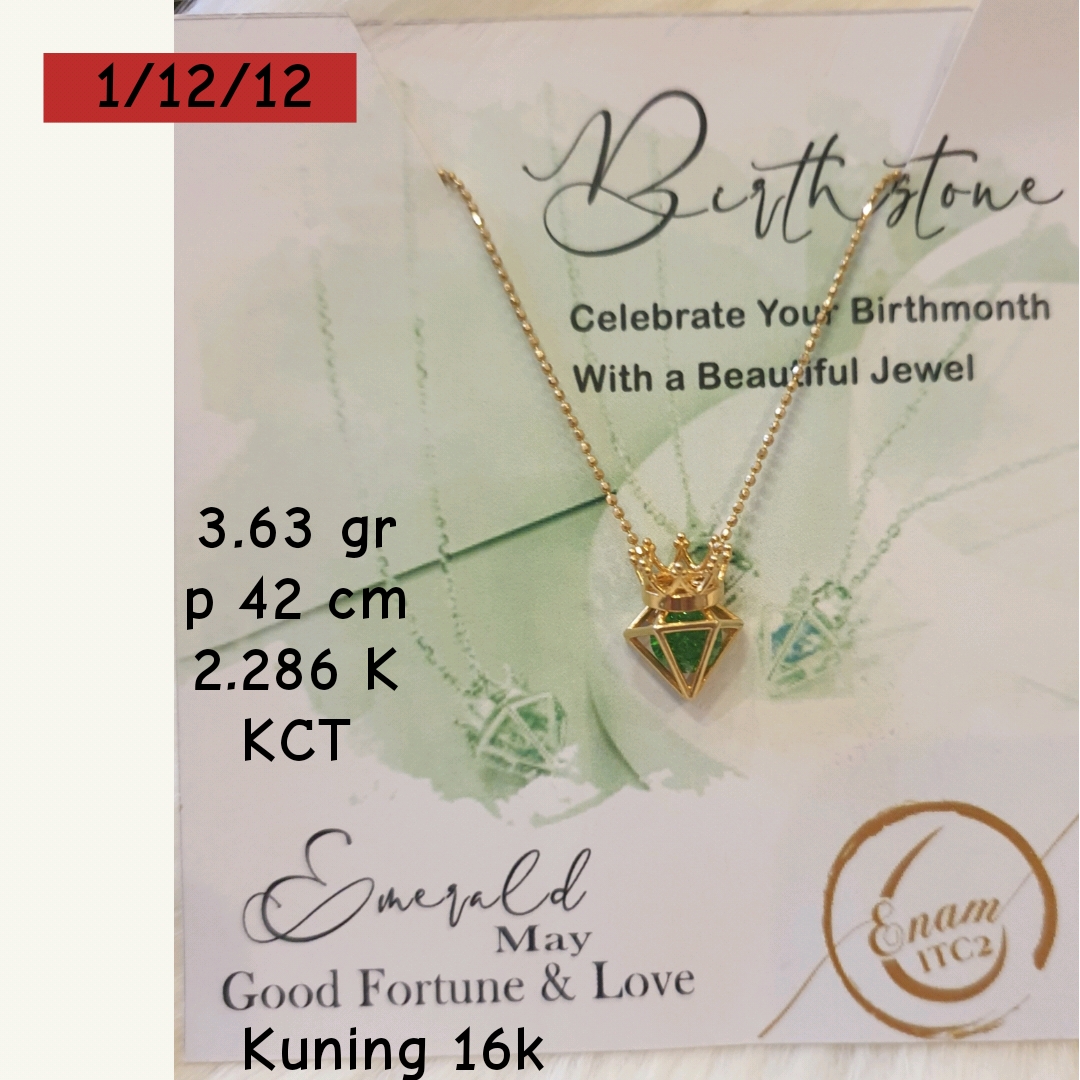 1/12/12
Birthstone
Celebrate Your Birthmonth
With a Beautiful Jewel
3.63 gr
p 42 cm
2.286 K
KCT
Emerald
May
Good Fortune & Love
Enam
ITC2
Kuning 16k